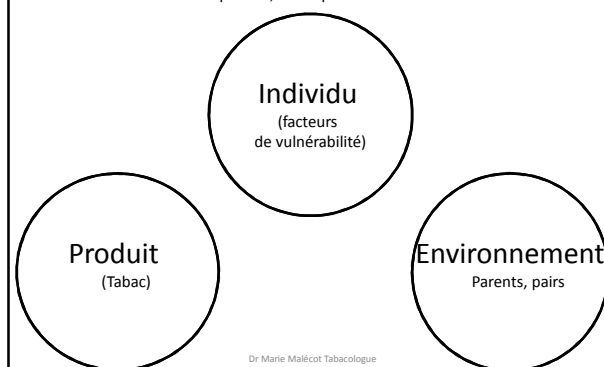 Individu
(facteurs
de vulnérabilité)
Produit
(Tabac)
Environnement
Parents, pairs
Dr Marie Malécot Tabacologue